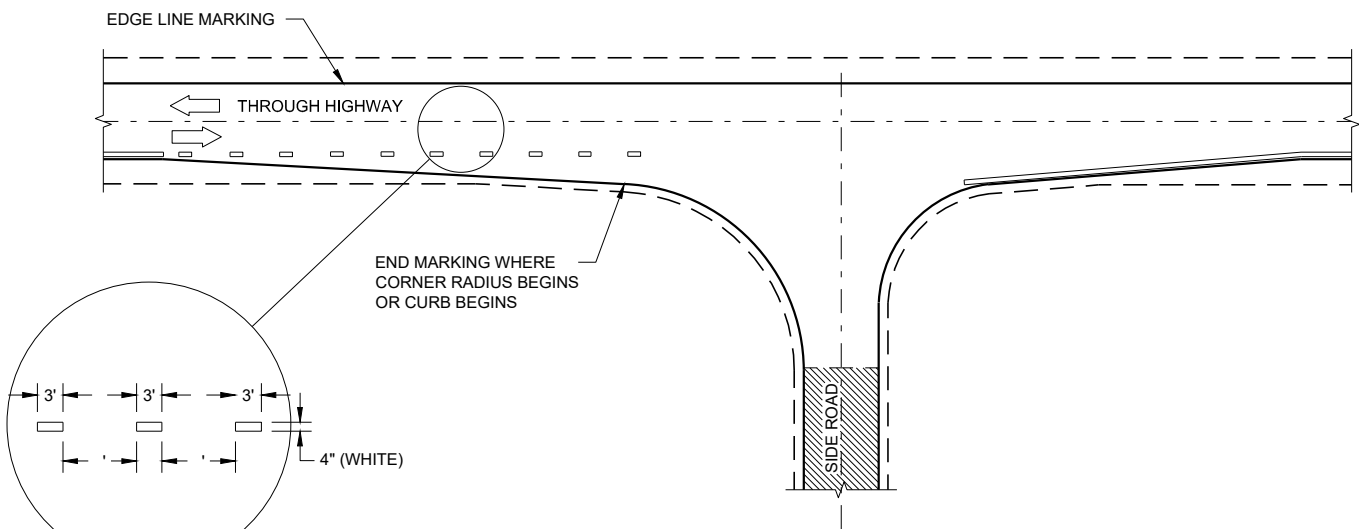 EDGE LINE MARKING
THROUGH HIGHWAY
END MARKING WHERE
CORNER RADIUS BEGINS
OR CURB BEGINS
3' 3' 3'
' '
4" (WHITE)
SIDE ROAD